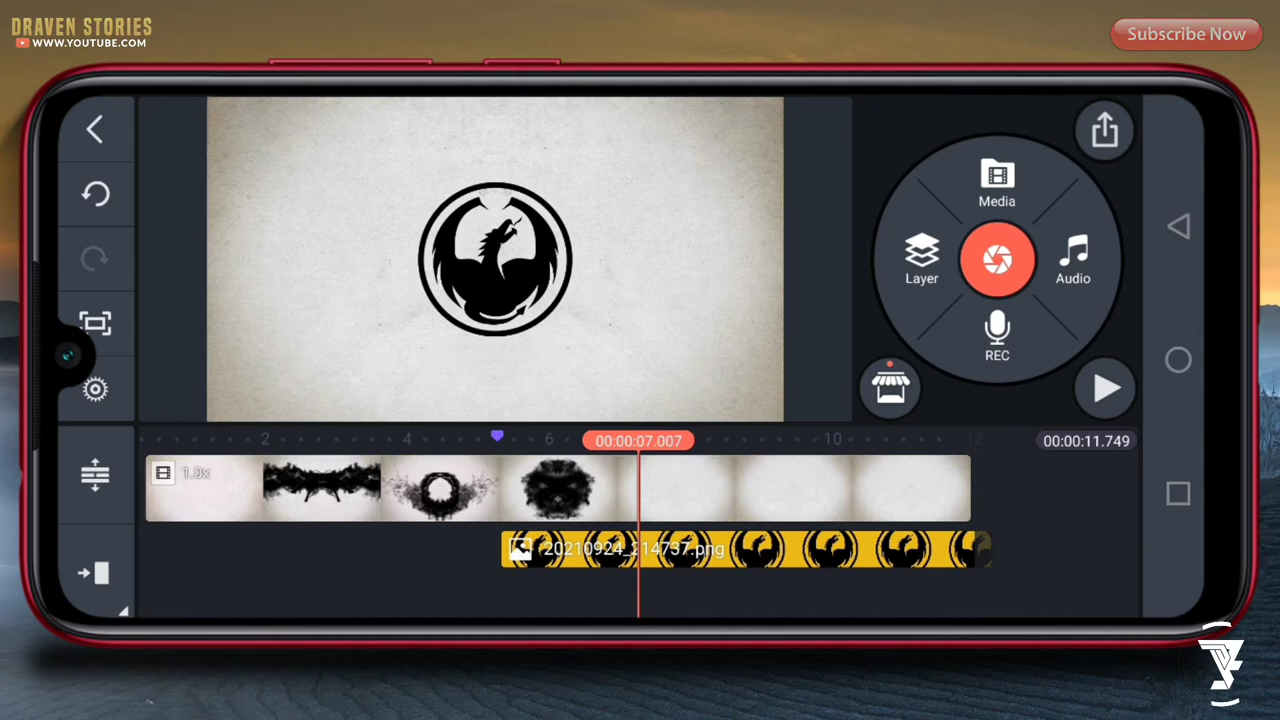 DRAVEN STORIES
WWW.YOUTUBE.COM
Subscribe Now
Media
Layer
Audio
REC
2
4
6
00:00:07.007
10
12
00:00:11.749
1.0x
20210924_214737.png